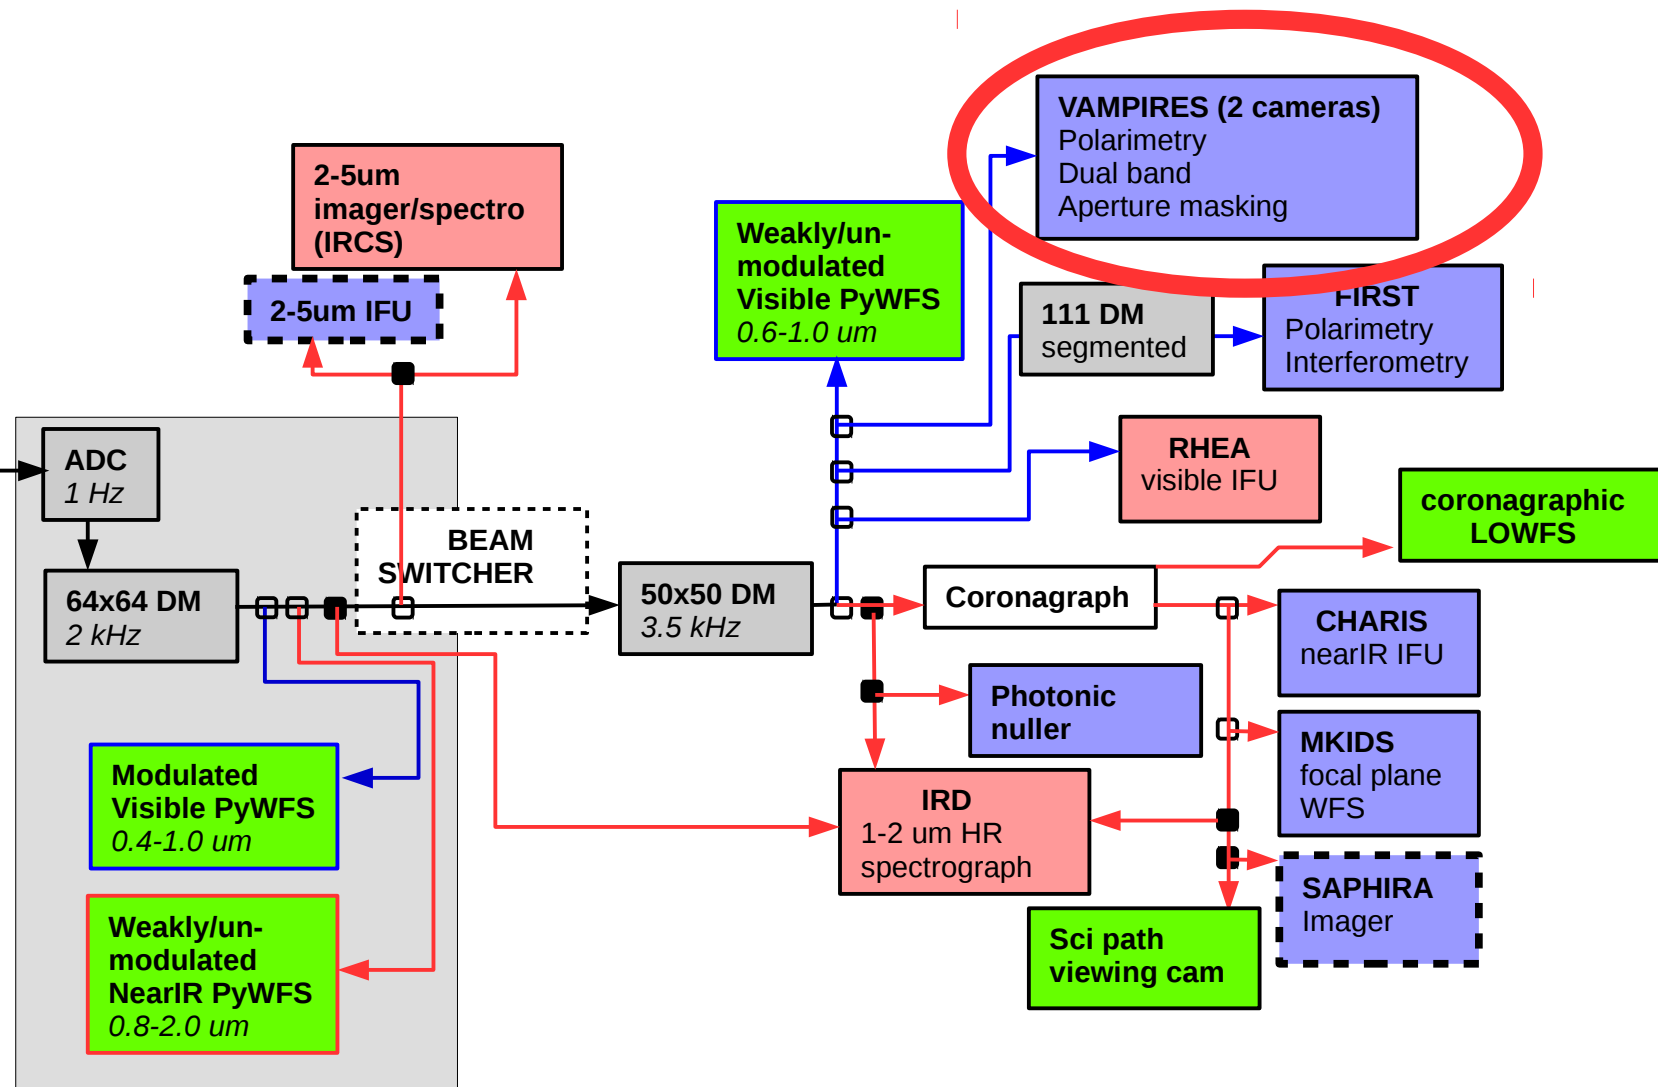 VAMPIRES (2 cameras)
Polarimetry
Dual band
Aperture masking
2-5um
imager/spectro
(IRCS)
2-5um IFU
Weakly/un-
modulated
Visible PyWFS
0.6-1.0 um
111 DM
segmented
FIRST
Polarimetry
Interferometry
RHEA
visible IFU
coronagraphic
LOWFS
ADC
1 Hz
64x64 DM
2 kHz
BEAM
SWITCHER
50x50 DM
3.5 kHz
Coronagraph
CHARIS
nearIR IFU
Photonic
nuller
MKIDS
focal plane
WFS
Modulated
Visible PyWFS
0.4-1.0 um
IRD
1-2 um HR
spectrograph
SAPHIRA
Imager
Weakly/un-
modulated
NearIR PyWFS
0.8-2.0 um
Sci path
viewing cam